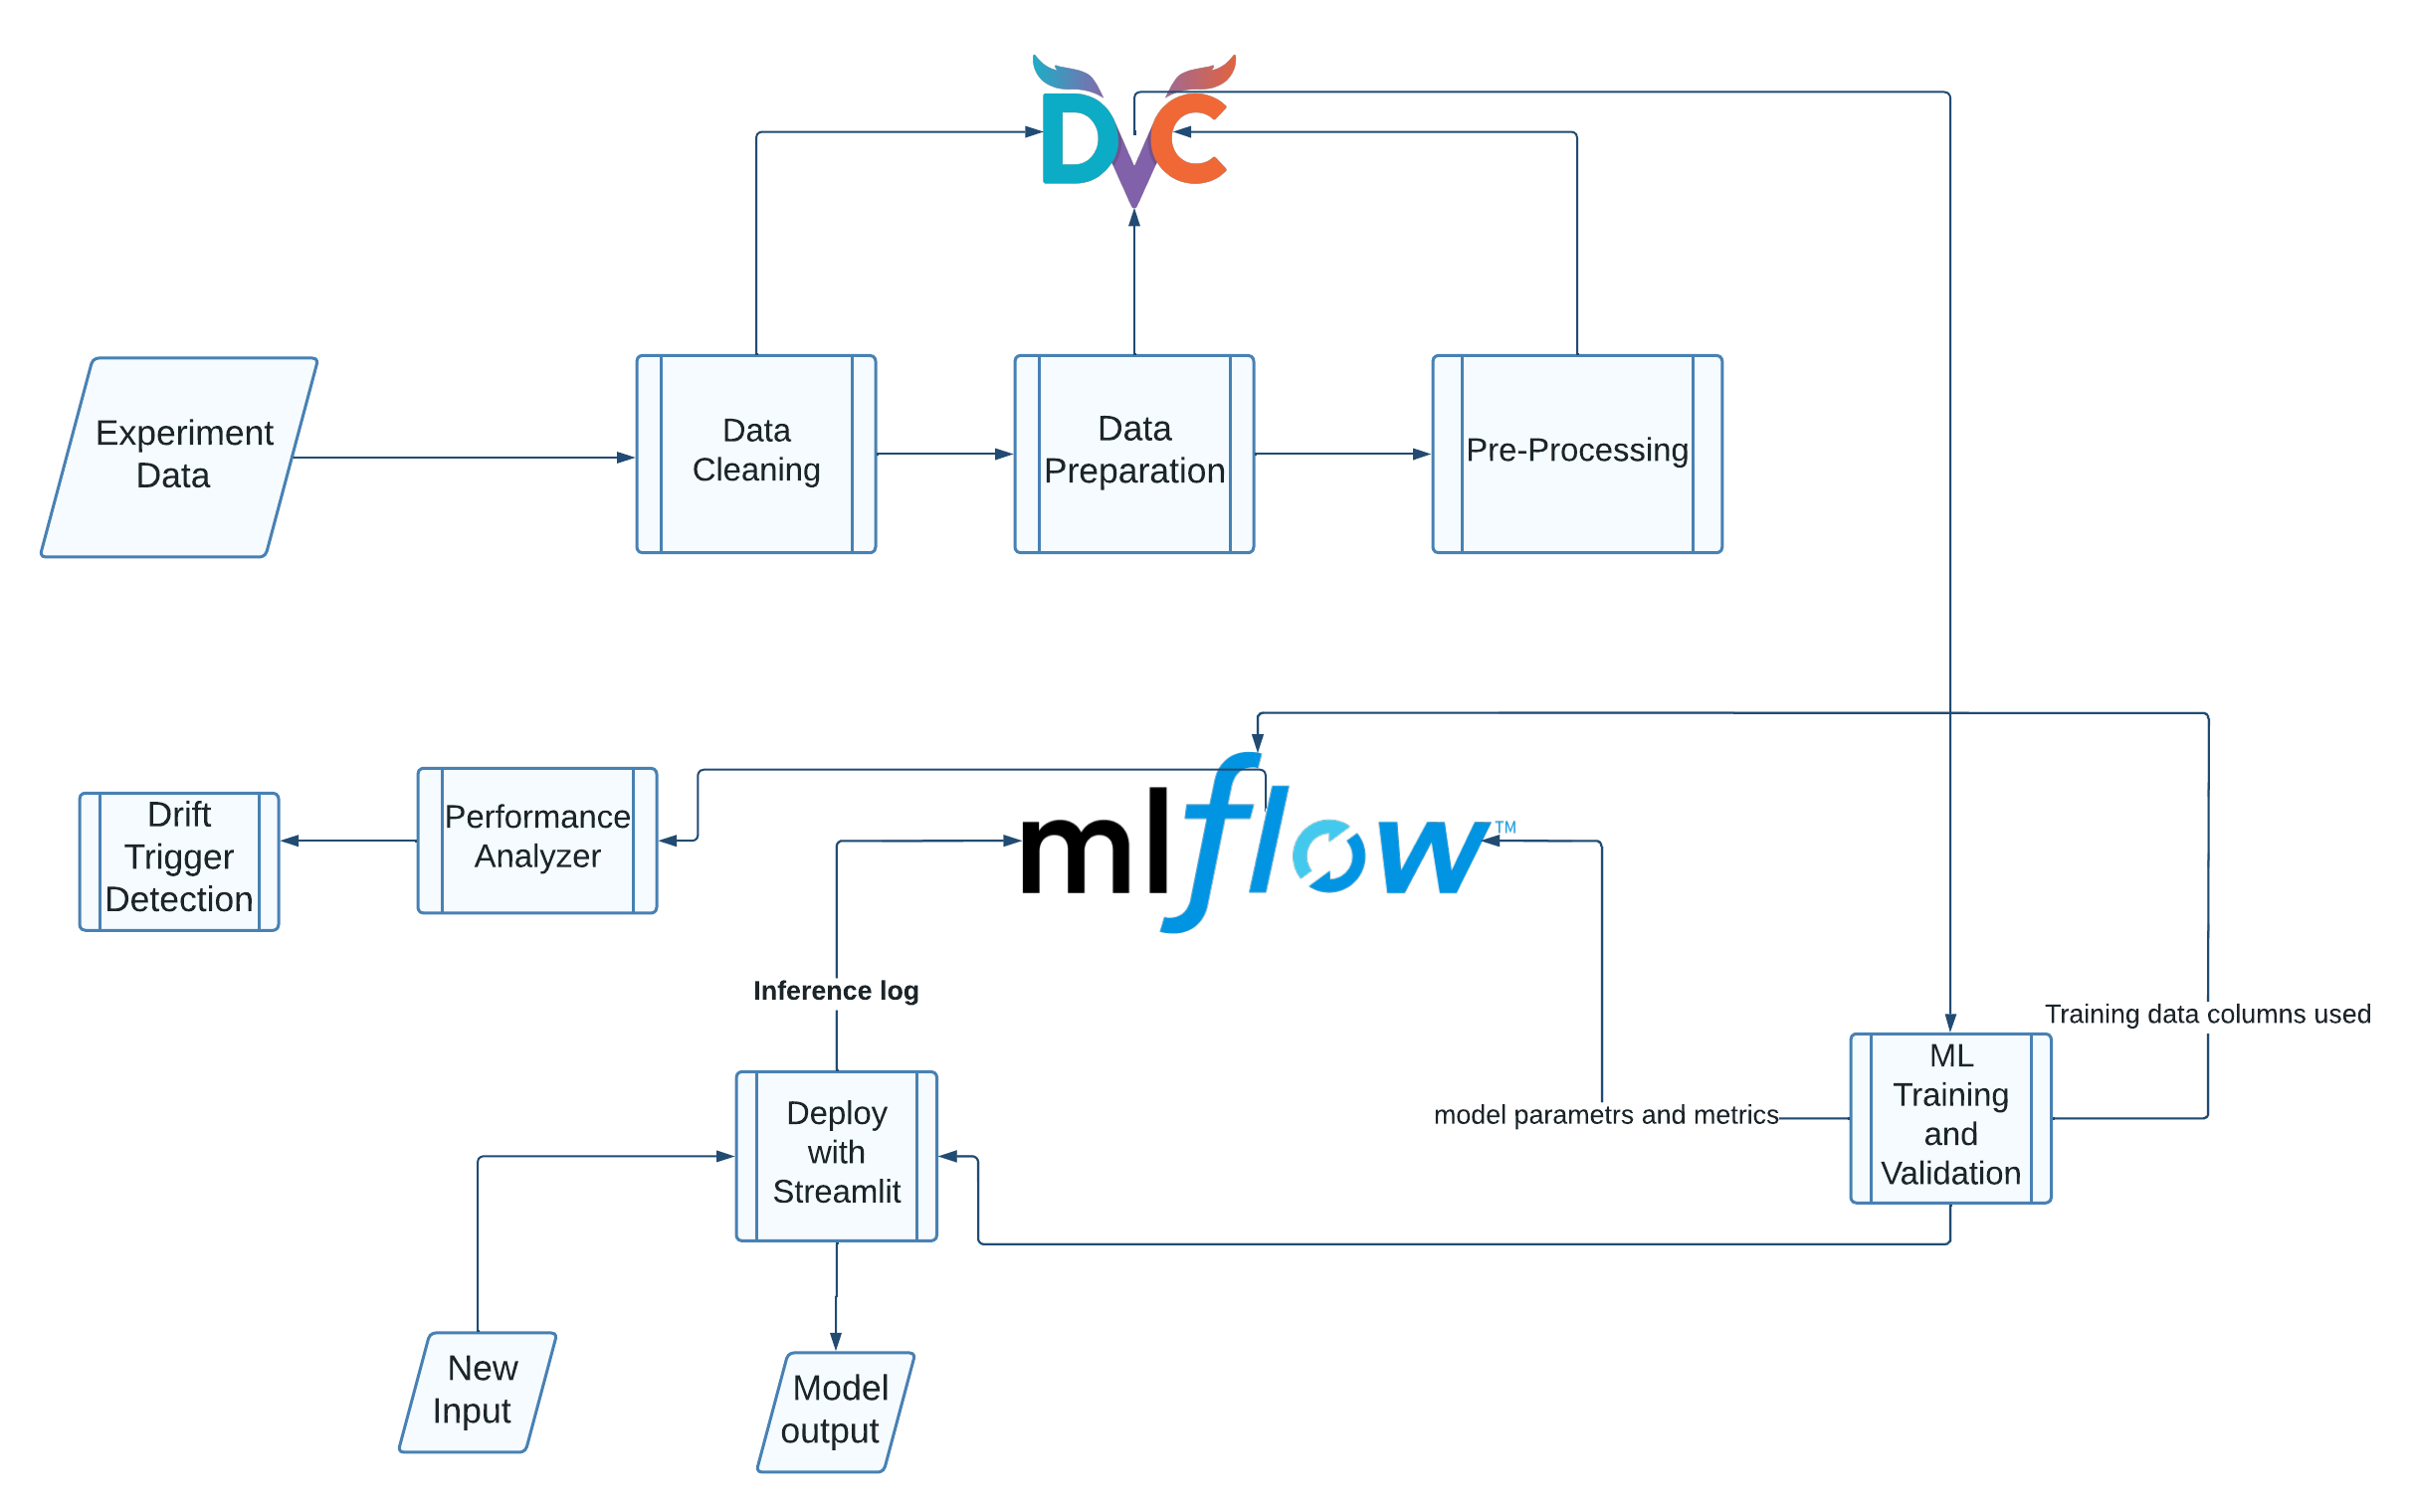 DVC
Experiment
Data
Data
Cleaning
Data
Preparation
Pre-Processing
Drift
Trigger
Detection
Performance
Analyzer
mlflow™
Inference log
Training data columns used
model parametrs and metrics
ML
Training
and
Validation
Deploy
with
Streamlit
New
Input
Model
output